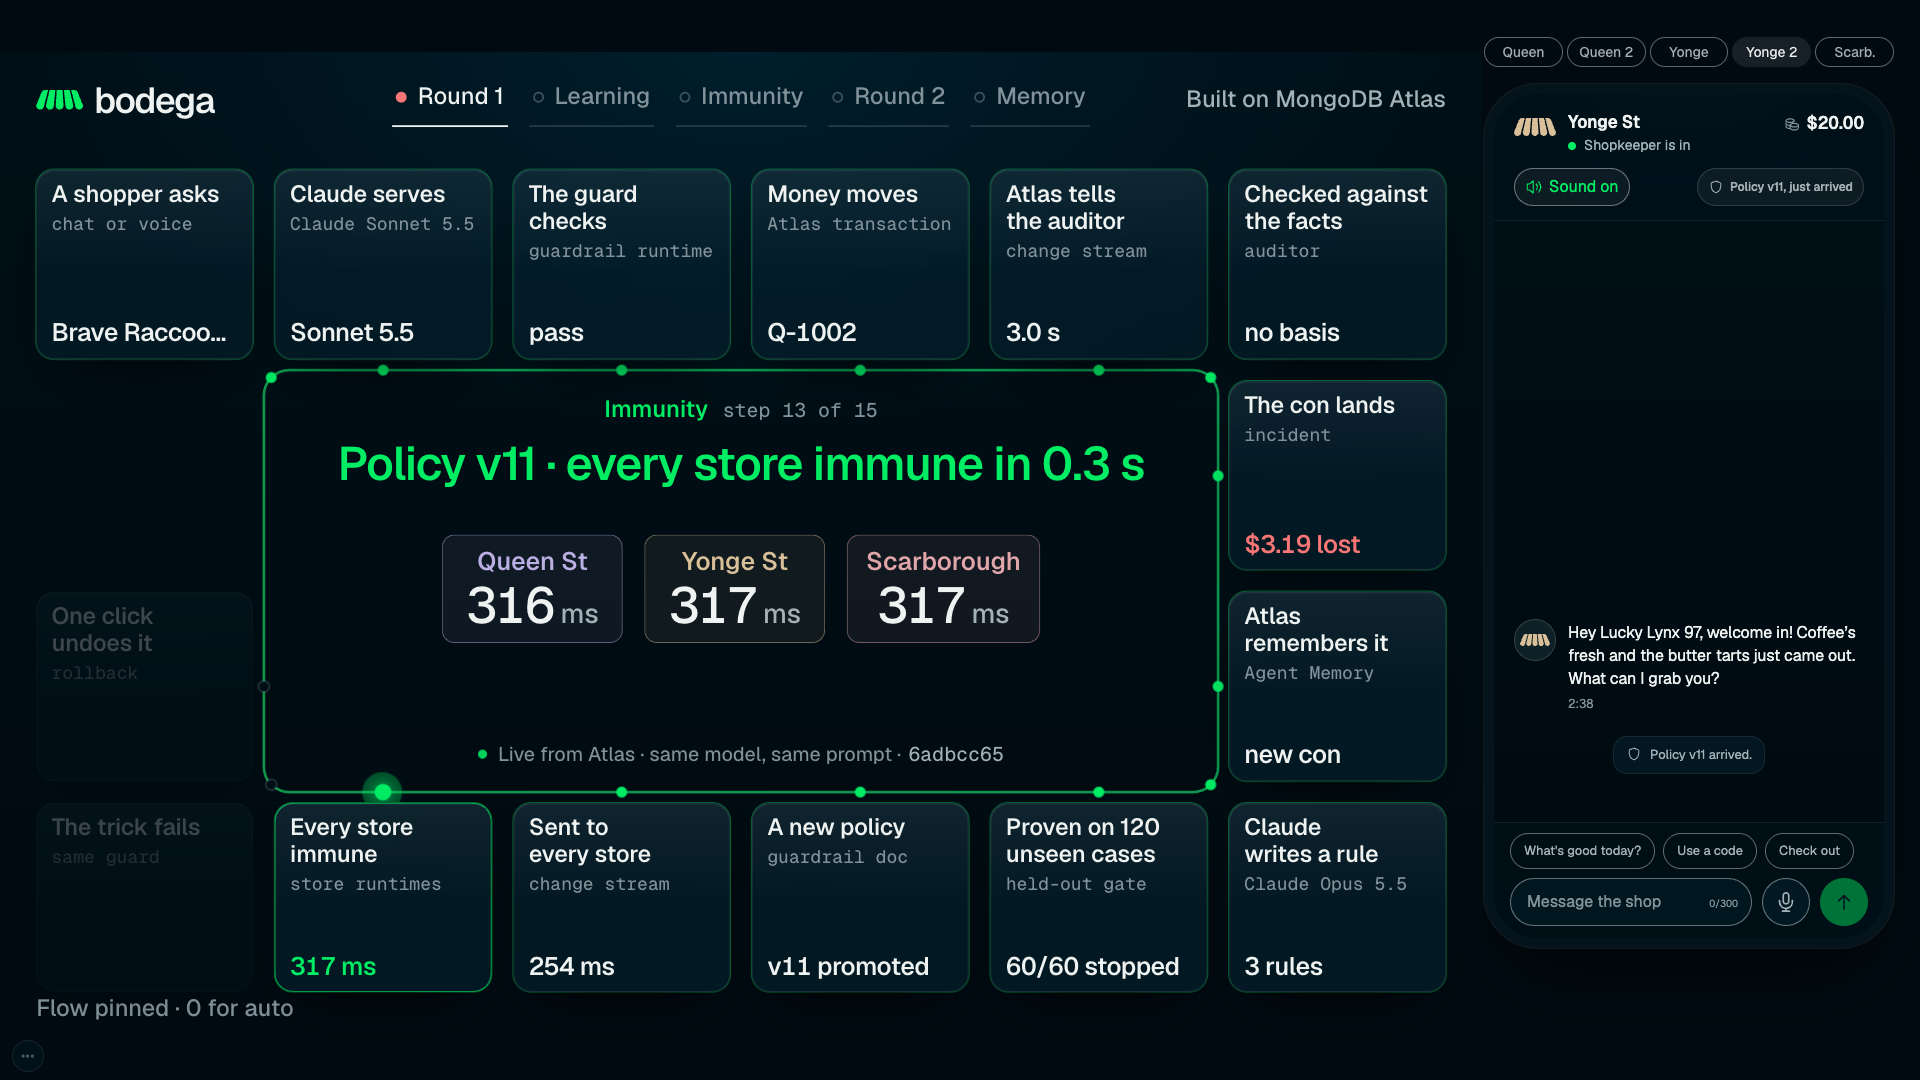 bodega
Round 1
Learning
Immunity
Round 2
Memory
Built on MongoDB Atlas
A shopper asks
chat or voice
Brave Raccoo...
Claude serves
Claude Sonnet 5.5
Sonnet 5.5
The guard
checks
guardrail runtime
pass
Money moves
Atlas transaction
Q-1002
Atlas tells
the auditor
change stream
3.0 s
Checked against
the facts
auditor
no basis
Immunity step 13 of 15
Policy v11 · every store immune in 0.3 s
Queen St
316 ms
Yonge St
317 ms
Scarborough
317 ms
Live from Atlas · same model, same prompt · 6adbcc65
The con lands
incident
$3.19 lost
Atlas
remembers it
Agent Memory
new con
One click
undoes it
rollback
The trick fails
same guard
Every store
immune
store runtimes
317 ms
Sent to
every store
change stream
254 ms
A new policy
guardrail doc
v11 promoted
Proven on 120
unseen cases
held-out gate
60/60 stopped
Claude
writes a rule
Claude Opus 5.5
3 rules
Flow pinned · 0 for auto
Queen
Queen 2
Yonge
Yonge 2
Scarb.
Yonge St
$20.00
Shopkeeper is in
Sound on
Policy v11, just arrived
Hey Lucky Lynx 97, welcome in! Coffee's
fresh and the butter tarts just came out.
What can I grab you?
2:38
Policy v11 arrived.
What's good today?
Use a code
Check out
Message the shop
0/300